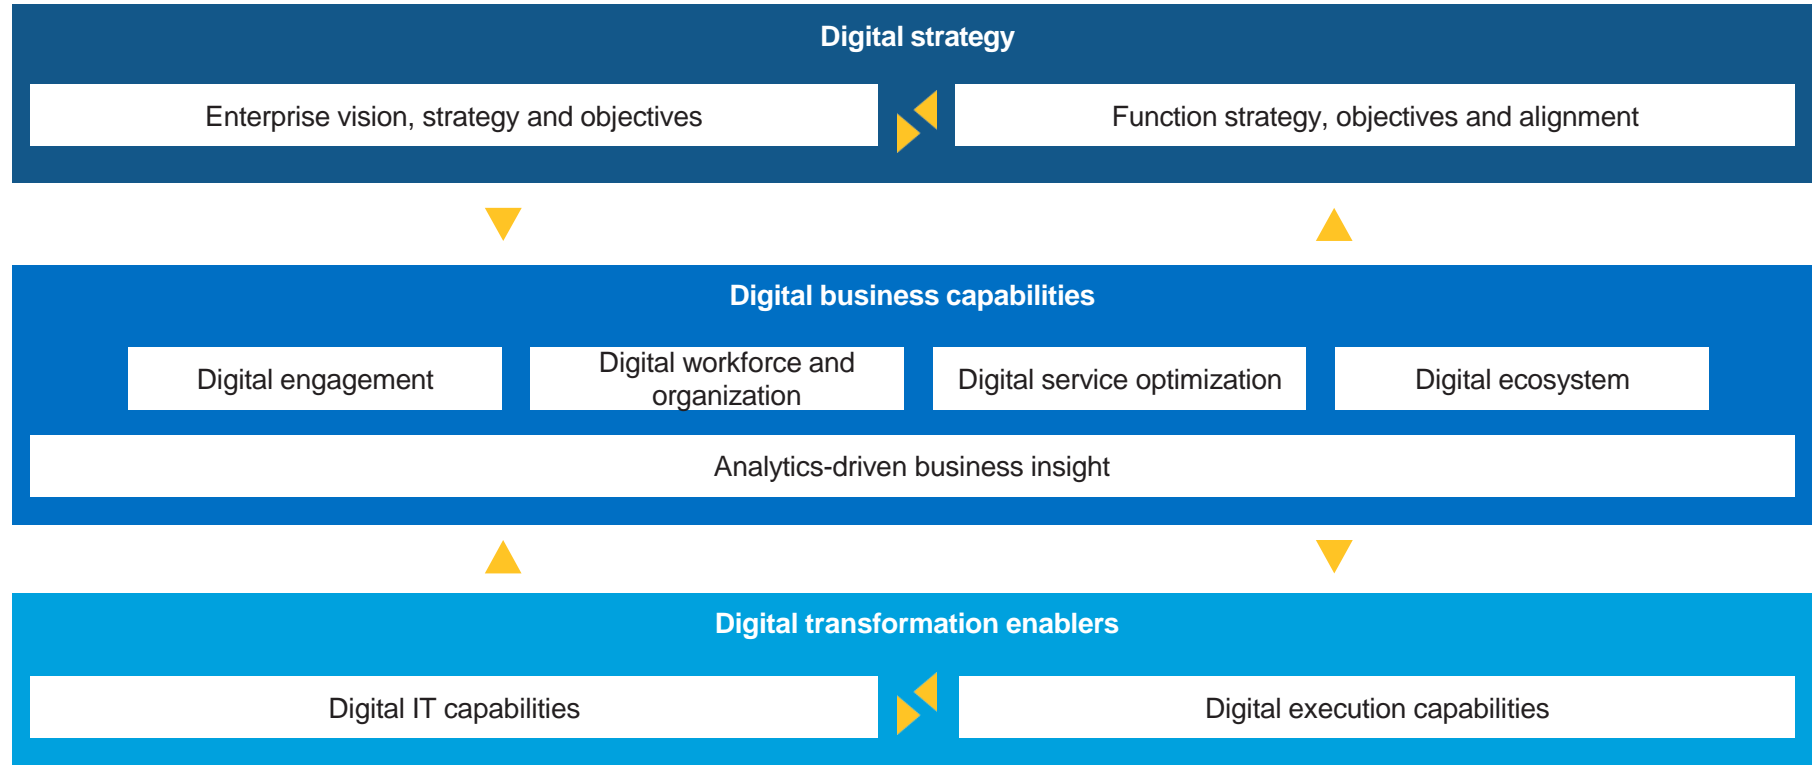 Digital strategy
Enterprise vision, strategy and objectives
Function strategy, objectives and alignment
Digital business capabilities
Digital engagement
Digital workforce and
organization
Digital service optimization
Digital ecosystem
Analytics-driven business insight
Digital transformation enablers
Digital IT capabilities
Digital execution capabilities